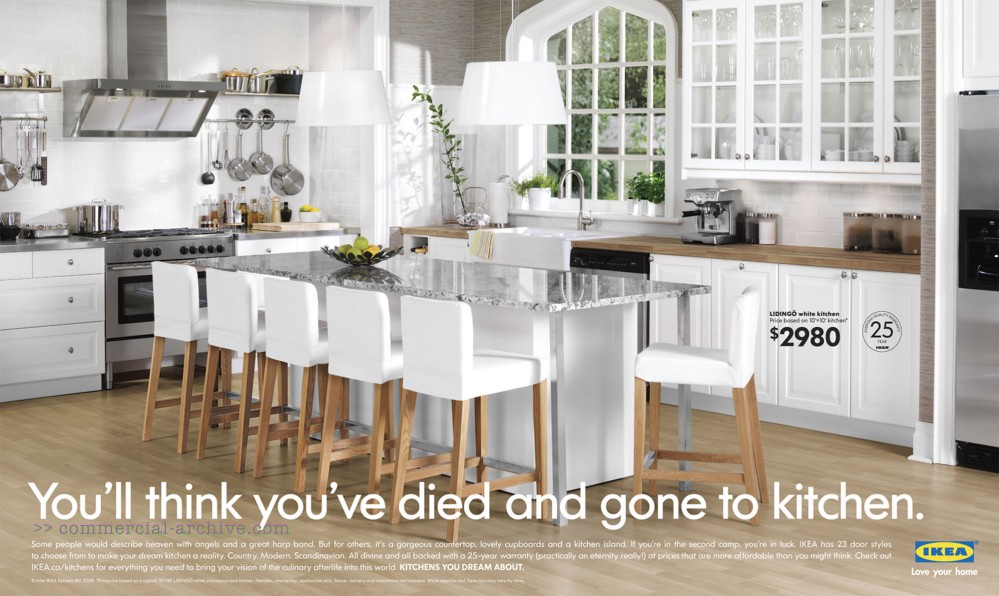 LIDINGÖ white kitchen
Price based on 10'x10' kitchen*
$2980
25
YEAR
IKEA
You'll think you've died and gone to kitchen.
>> commercial-archive.com
Some people would describe heaven with angels and a great harp band. But for others, it's a gorgeous countertop, lovely cupboards and a kitchen island. If you're in the second camp, you're in luck. IKEA has 23 door styles
to choose from to make your dream kitchen a reality. Country. Modern. Scandinavian. All divine and all backed with a 25-year warranty (practically an eternity really!) at prices that are more affordable than you might think. Check out
IKEA.ca/kitchens for everything you need to bring your vision of the culinary afterlife into this world. KITCHENS YOU DREAM ABOUT.
IKEA
Love your home